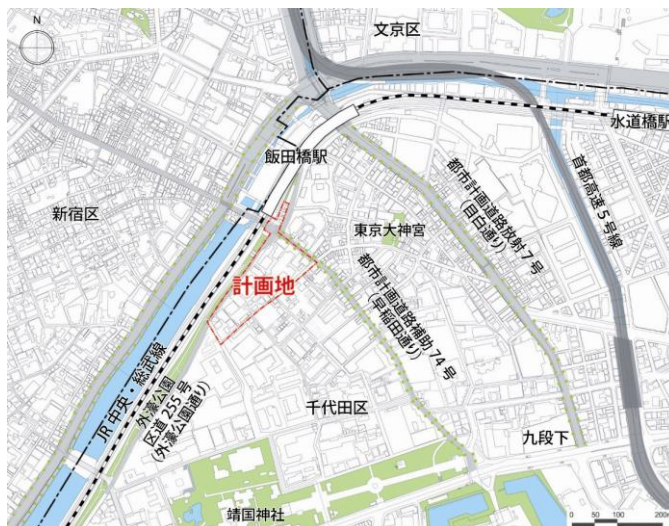 N
文京区
水道橋駅
飯田橋駅
首都高速5号線
新宿区
都市計画道路放射7号
(目白通り)
東京大神宮
計画地
都市計画道路補助74号
(早稲田通り)
JR中央・総武線
外濠公園
区道255号
(外濠公園通り)
千代田区
九段下
靖国神社
0 50 100